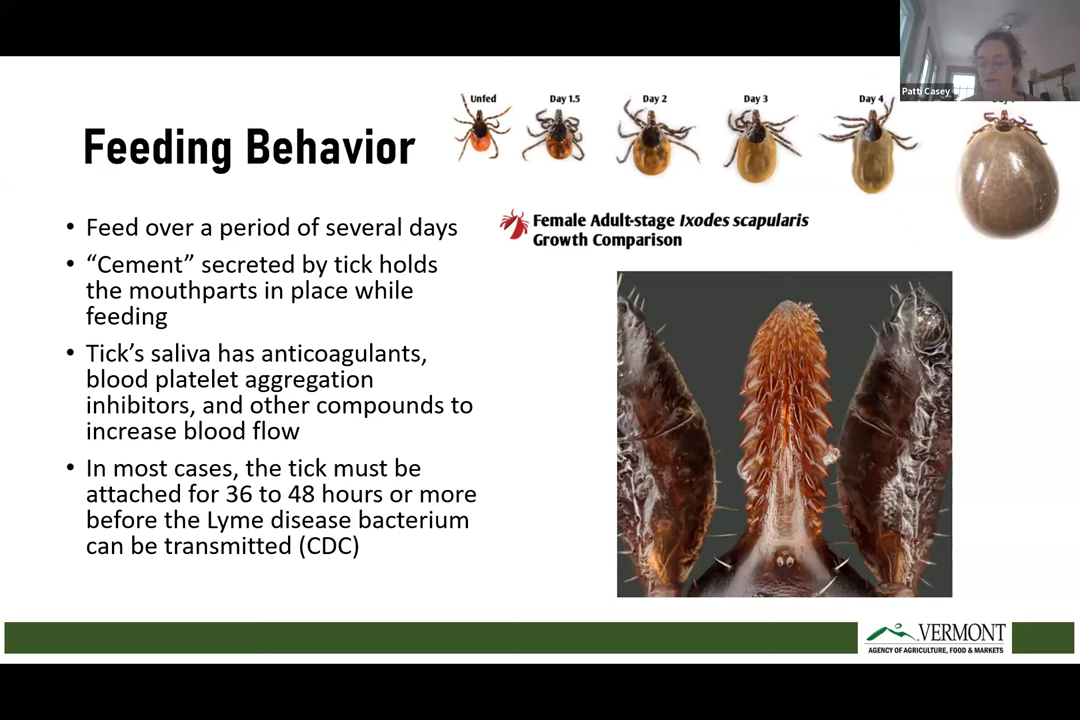 Patti Casey
Unfed
Day 1.5
Day 2
Day 3
Day 4
Feeding Behavior
Female Adult-stage Ixodes scapularis
Growth Comparison
• Feed over a period of several days
• “Cement” secreted by tick holds
the mouthparts in place while
feeding
• Tick’s saliva has anticoagulants,
blood platelet aggregation
inhibitors, and other compounds to
increase blood flow
• In most cases, the tick must be
attached for 36 to 48 hours or more
before the Lyme disease bacterium
can be transmitted (CDC)
VERMONT
AGENCY OF AGRICULTURE, FOOD & MARKETS